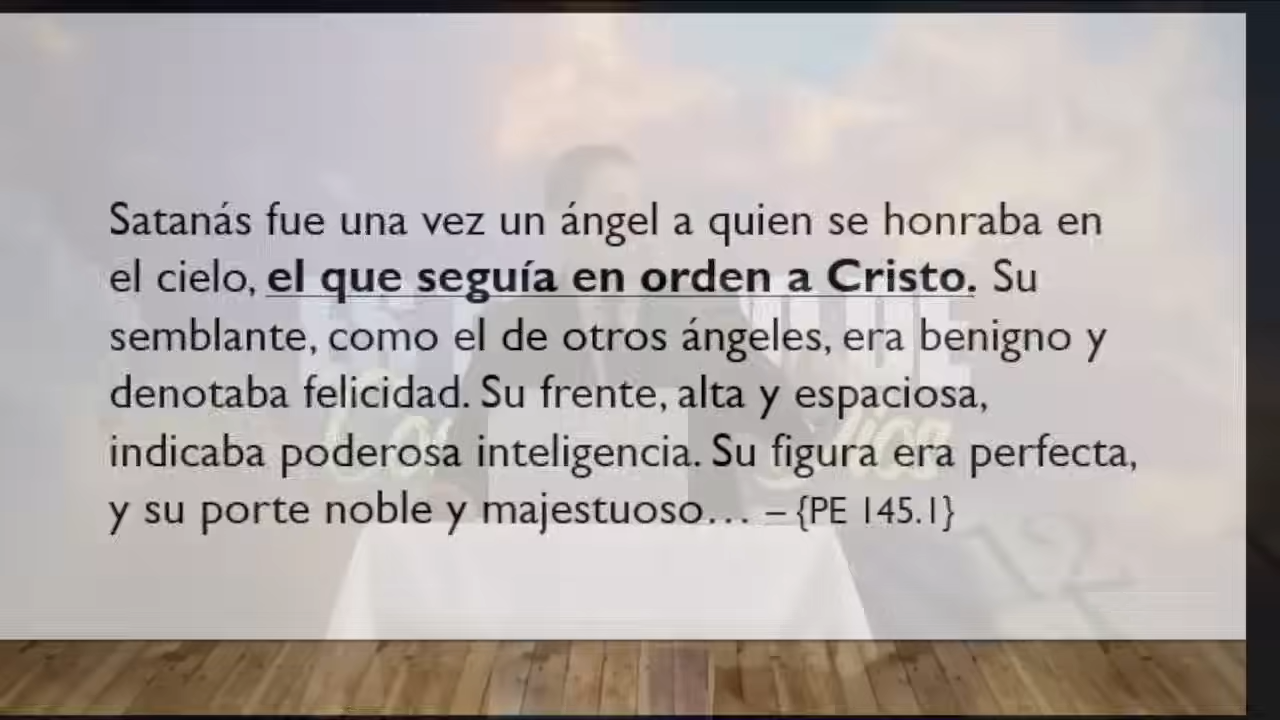 Satanás fue una vez un ángel a quien se honraba en
el cielo, el que seguía en orden a Cristo. Su
semblante, como el de otros ángeles, era benigno y
denotaba felicidad. Su frente, alta y espaciosa,
indicaba poderosa inteligencia. Su figura era perfecta,
y su porte noble y majestuoso… – {PE 145.1}
12